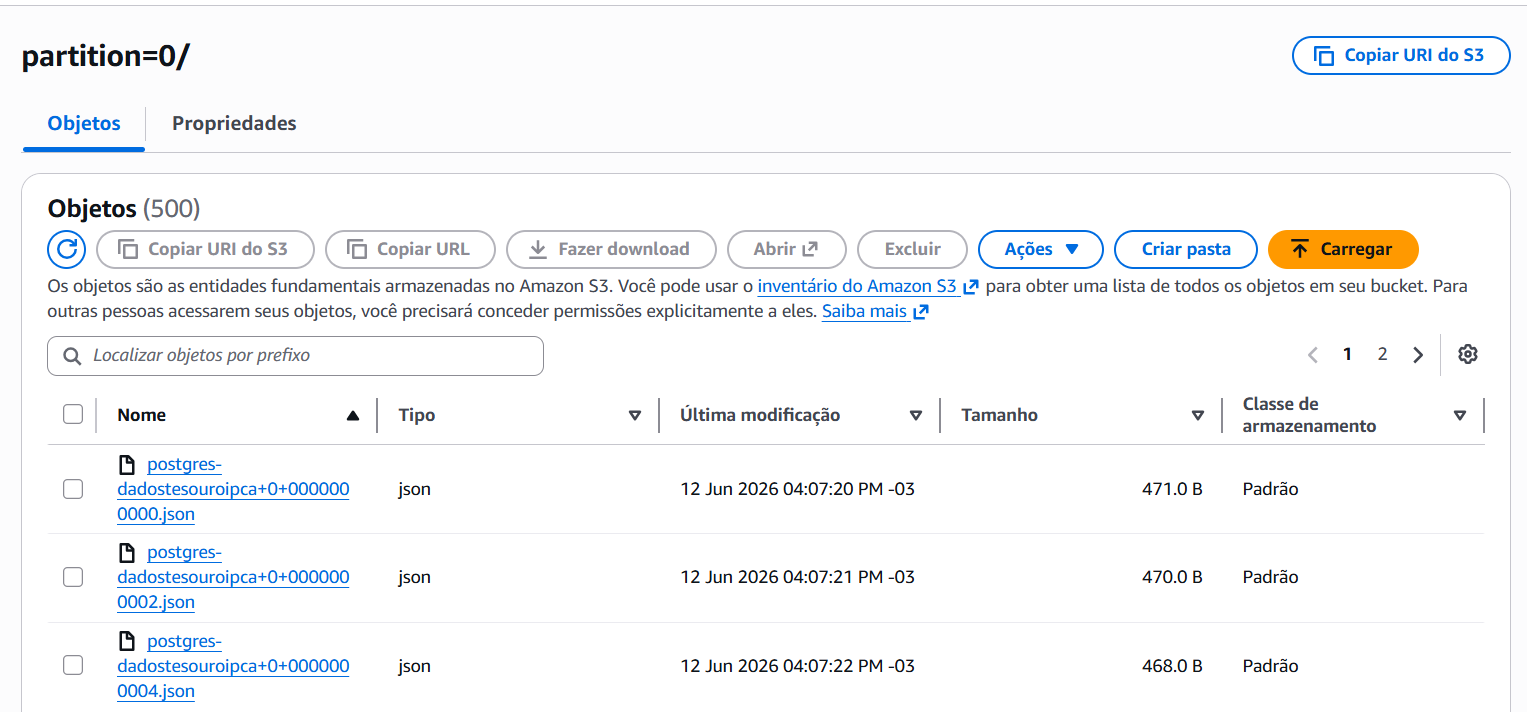 partition=0/
Copiar URI do S3
Objetos
Propriedades
Objetos (500)
Copiar URI do S3
Copiar URL
Fazer download
Abrir
Excluir
Ações
Criar pasta
Carregar
Os objetos são as entidades fundamentais armazenadas no Amazon S3. Você pode usar o inventário do Amazon S3 para obter uma lista de todos os objetos em seu bucket. Para
outras pessoas acessarem seus objetos, você precisará conceder permissões explicitamente a eles. Saiba mais
Localizar objetos por prefixo
1
2
Nome
Tipo
Última modificação
Tamanho
Classe de
armazenamento
postgres-
dadostesouroipca+0+000000
0000.json
json
12 Jun 2026 04:07:20 PM -03
471.0 B
Padrão
postgres-
dadostesouroipca+0+000000
0002.json
json
12 Jun 2026 04:07:21 PM -03
470.0 B
Padrão
postgres-
dadostesouroipca+0+000000
0004.json
json
12 Jun 2026 04:07:22 PM -03
468.0 B
Padrão